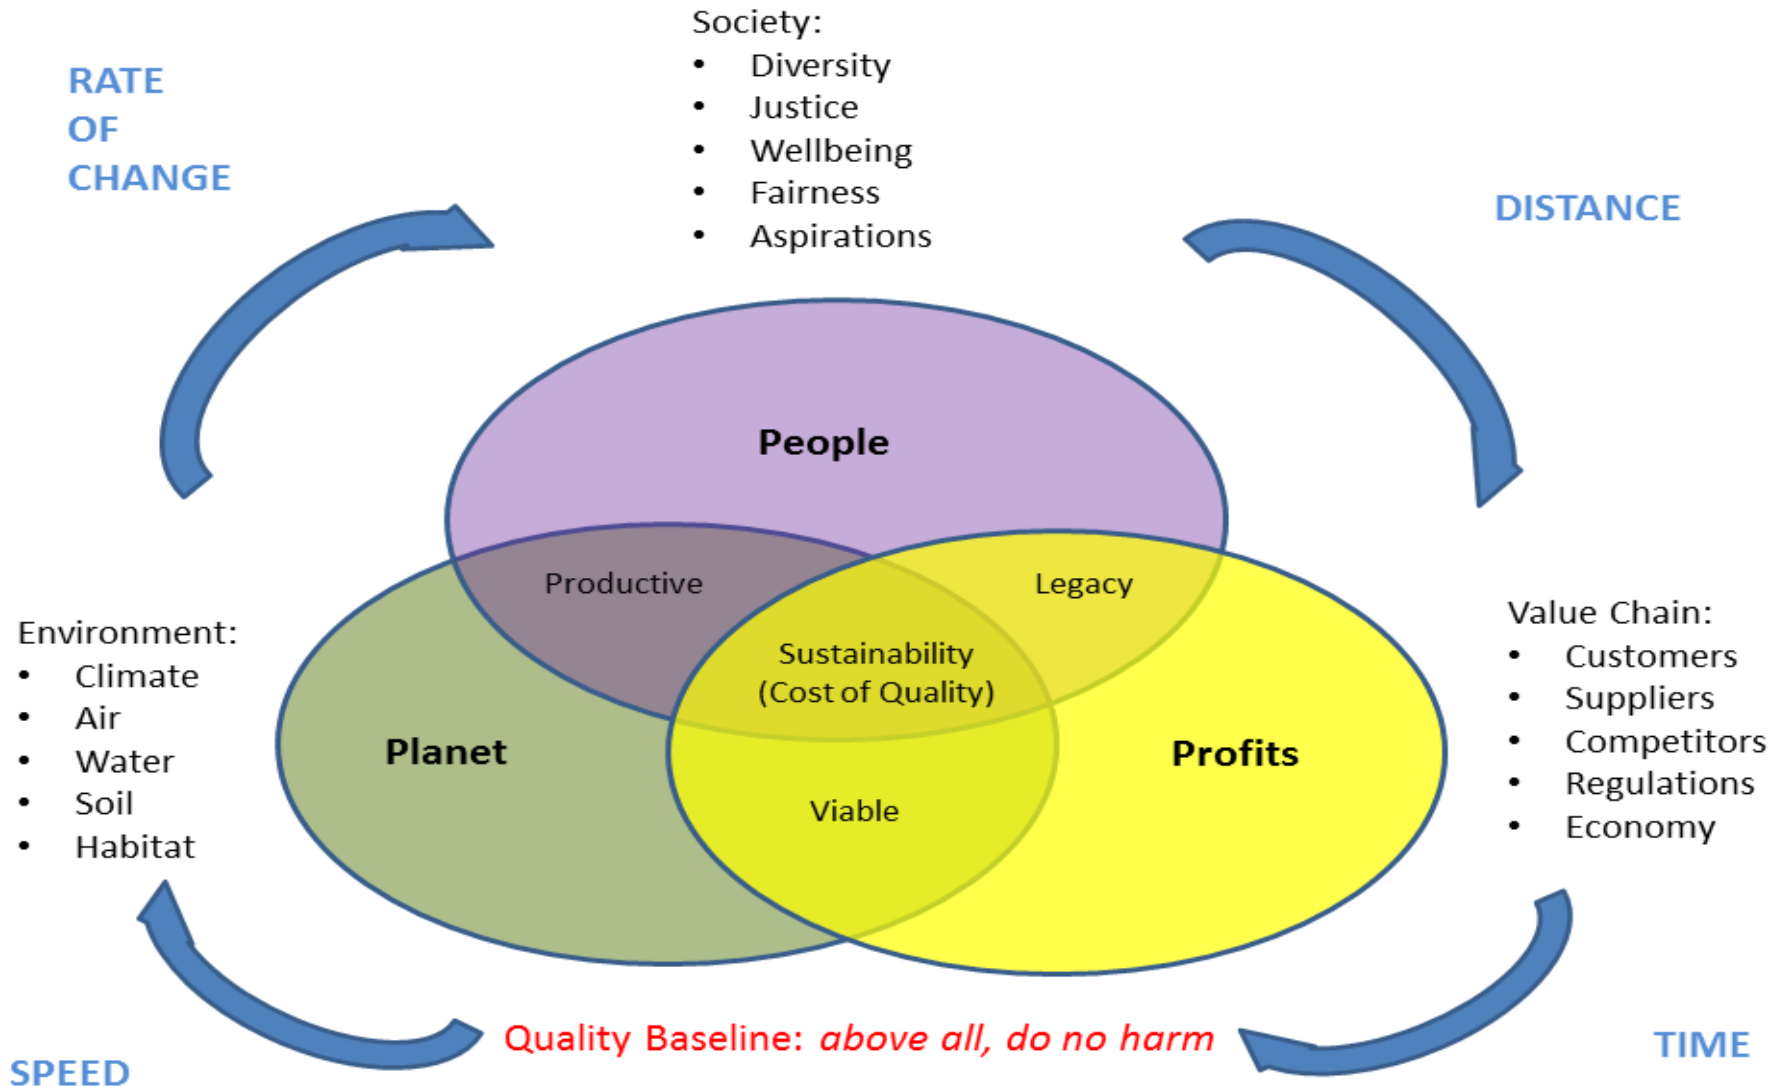 Society:
• Diversity
• Justice
• Wellbeing
• Fairness
• Aspirations
RATE
OF
CHANGE
DISTANCE
People
Productive
Legacy
Sustainability
(Cost of Quality)
Planet
Profits
Viable
Environment:
• Climate
• Air
• Water
• Soil
• Habitat
Value Chain:
• Customers
• Suppliers
• Competitors
• Regulations
• Economy
Quality Baseline: above all, do no harm
SPEED
TIME